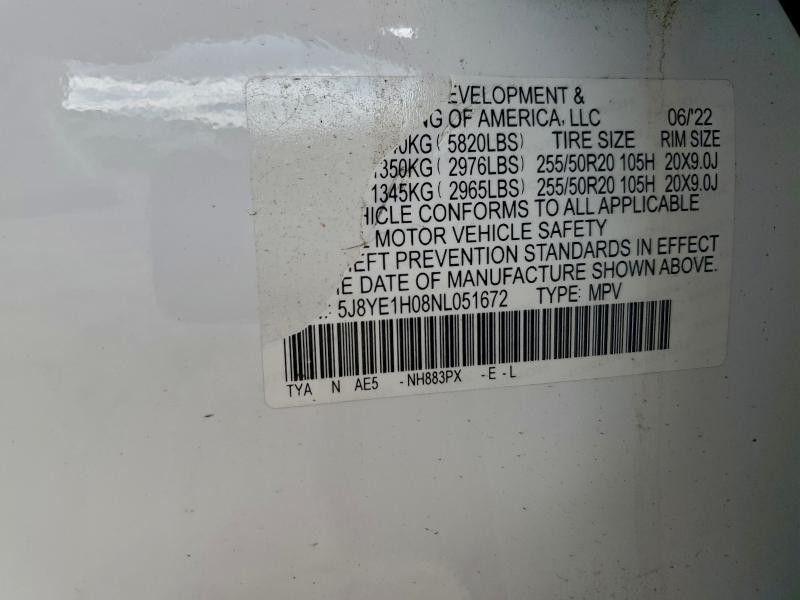 EVELOPMENT &
NG OF AMERICA, LLC 06/'22
0KG ( 5820LBS) TIRE SIZE RIM SIZE
1350KG ( 2976LBS) 255/50R20 105H 20X9.0J
1345KG ( 2965LBS) 255/50R20 105H 20X9.0J
HICLE CONFORMS TO ALL APPLICABLE
MOTOR VEHICLE SAFETY
EFT PREVENTION STANDARDS IN EFFECT
E DATE OF MANUFACTURE SHOWN ABOVE.
: 5J8YE1H08NL051672 TYPE: MPV
TYA N AE5 -NH883PX -E-L